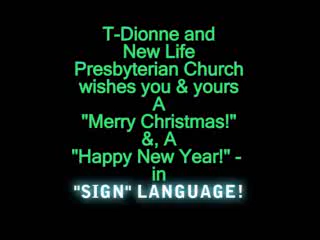 T-Dionne and
New Life
Presbyterian Church
wishes you & yours
A
"Merry Christmas!"
&, A
"Happy New Year!" -
in
"SIGN" LANGUAGE!